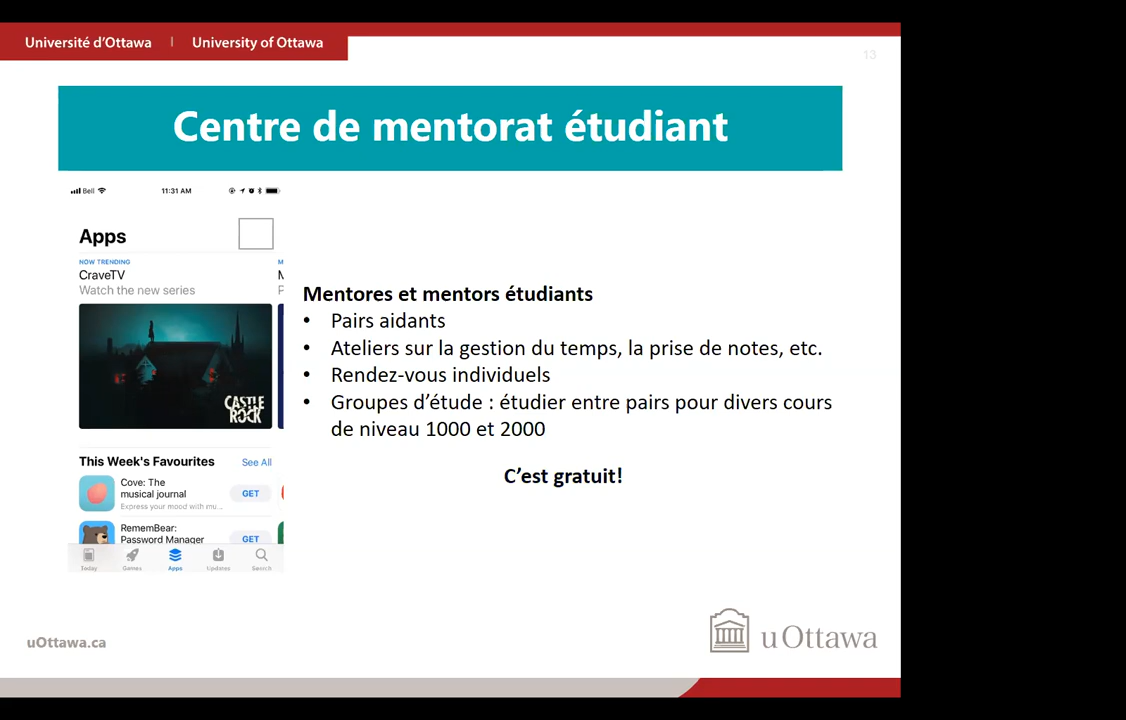 Université d'Ottawa | University of Ottawa
13
Centre de mentorat étudiant
Bell 11:31 AM
Apps
NOW TRENDING
CraveTV
Watch the new series
M
M
P
CASTLE
ROCK
This Week's Favourites See All
Cove: The
musical journal
Express your mood with mu...
GET
RememBear:
Password Manager
GET
Today Games Apps Updates Search
Mentores et mentors étudiants
• Pairs aidants
• Ateliers sur la gestion du temps, la prise de notes, etc.
• Rendez-vous individuels
• Groupes d'étude : étudier entre pairs pour divers cours
de niveau 1000 et 2000
C'est gratuit!
uOttawa.ca
uOttawa